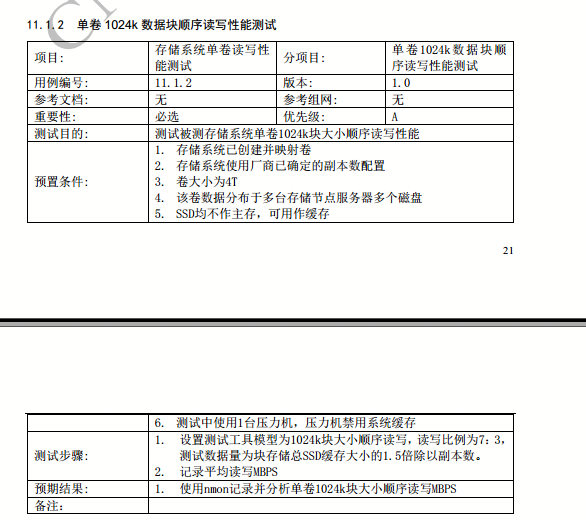 11.1.2 单卷 1024k 数据块顺序读写性能测试
项目: 存储系统单卷读写性能测试 分项目: 单卷1024k数据块顺序读写性能测试
用例编号: 11.1.2 版本: 1.0
参考文档: 无 参考组网: 无
重要性: 必选 优先级: A
测试目的: 测试被测存储系统单卷1024k块大小顺序读写性能
预置条件:
1. 存储系统已创建并映射卷
2. 存储系统使用厂商已确定的副本数配置
3. 卷大小为4T
4. 该卷数据分布于多台存储节点服务器多个磁盘
5. SSD均不作主存，可用作缓存
21
6. 测试中使用1台压力机，压力机禁用系统缓存
测试步骤:
1. 设置测试工具模型为1024k块大小顺序读写，读写比例为7：3，
测试数据量为块存储总SSD缓存大小的1.5倍除以副本数。
2. 记录平均读写MBPS
预期结果: 1. 使用nmon记录并分析单卷1024k块大小顺序读写MBPS
备注: